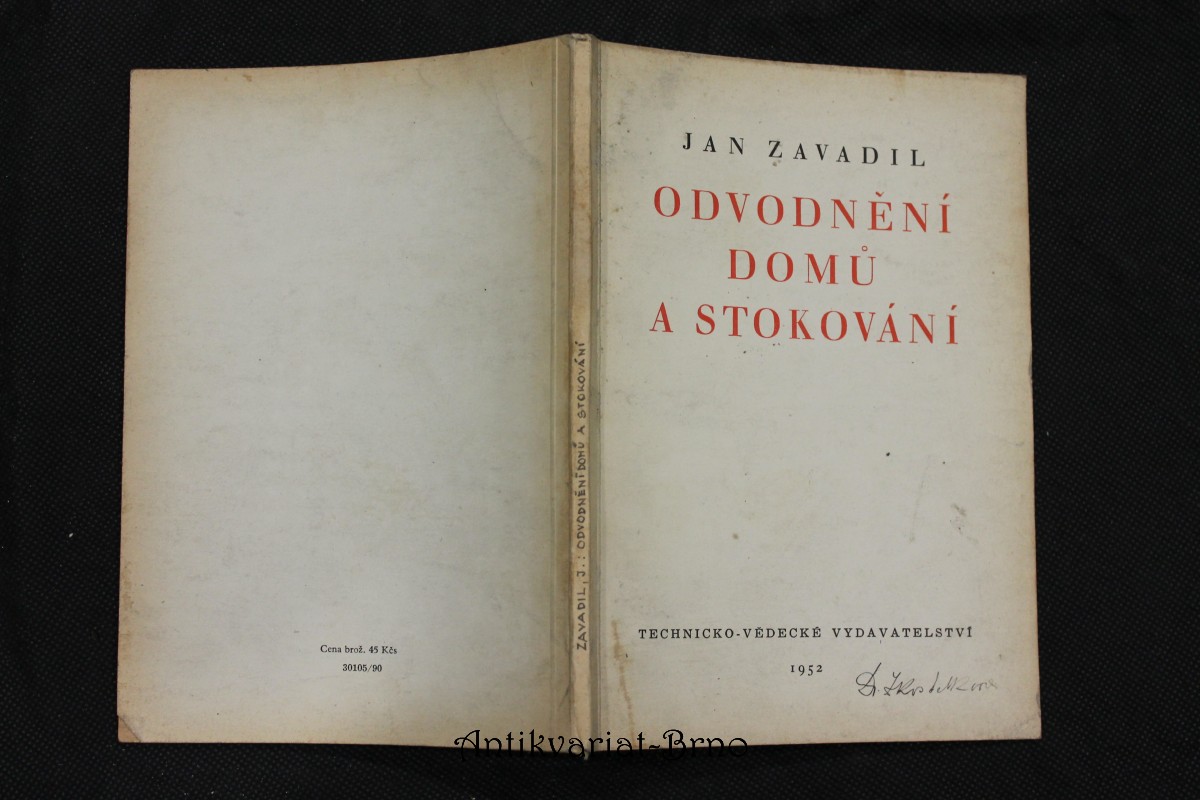 JAN ZAVADIL
ODVODNĚNÍ
DOMŮ
A STOKOVÁNÍ
TECHNICKO-VĚDECKÉ VYDAVATELSTVÍ
1952
Dr.
ZAVADIL, J.: ODVODNĚNÍ DOMŮ A STOKOVÁNÍ
Cena brož. 45 Kčs
30105/90
Antikvariat-Brno